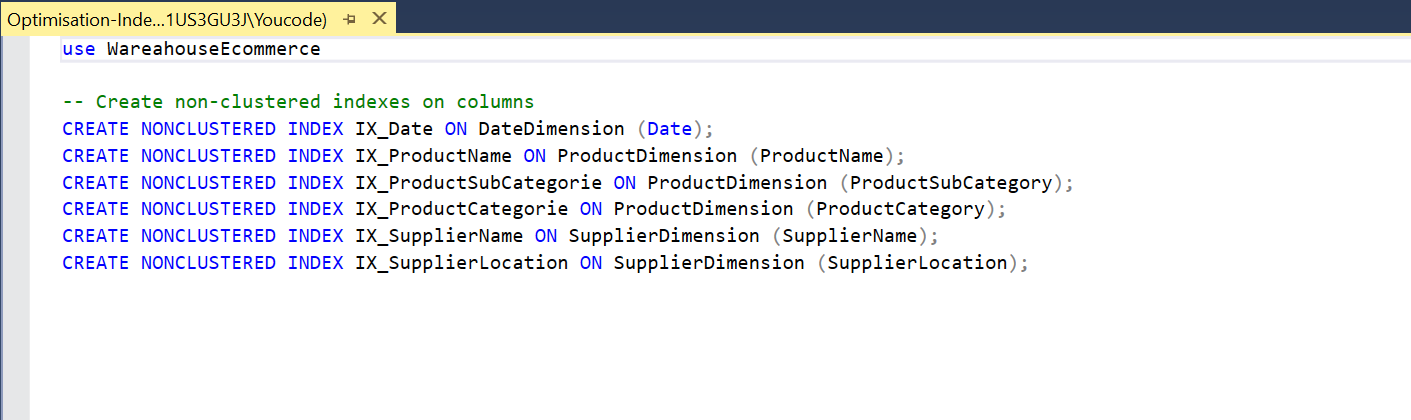 Optimisation-Inde...1US3GU3J\Youcode)
use WareahouseEcommerce
-- Create non-clustered indexes on columns
CREATE NONCLUSTERED INDEX IX_Date ON DateDimension (Date);
CREATE NONCLUSTERED INDEX IX_ProductName ON ProductDimension (ProductName);
CREATE NONCLUSTERED INDEX IX_ProductSubCategorie ON ProductDimension (ProductSubCategory);
CREATE NONCLUSTERED INDEX IX_ProductCategorie ON ProductDimension (ProductCategory);
CREATE NONCLUSTERED INDEX IX_SupplierName ON SupplierDimension (SupplierName);
CREATE NONCLUSTERED INDEX IX_SupplierLocation ON SupplierDimension (SupplierLocation);